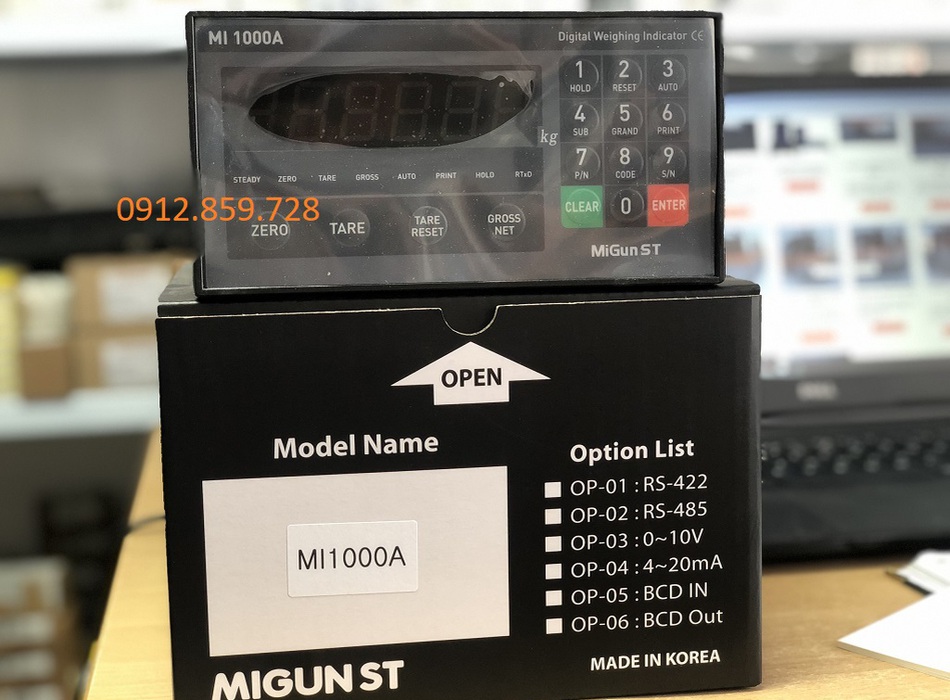 MI 1000A
Digital Weighing Indicator CE
kg
STEADY ZERO TARE GROSS AUTO PRINT HOLD RTxD
1 2 3
HOLD RESET AUTO
4 5 6
SUB GRAND PRINT
7 8 9
P/N CODE S/N
CLEAR 0 ENTER
0912.859.728
ZERO TARE TARE RESET GROSS NET
MiGun ST
OPEN
Model Name
MI1000A
MIGUN ST
Option List
OP-01 : RS-422
OP-02 : RS-485
OP-03 : 0~10V
OP-04 : 4~20mA
OP-05 : BCD IN
OP-06 : BCD Out
MADE IN KOREA
DELL